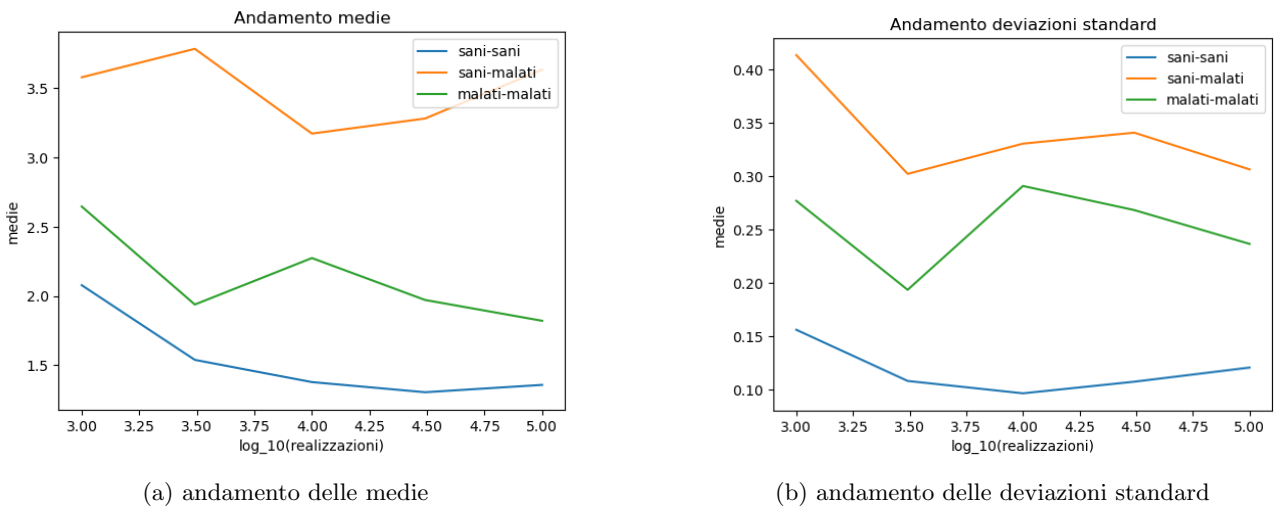 Andamento medie
sani-sani
sani-malati
malati-malati
medie
3.5
3.0
2.5
2.0
1.5
3.00 3.25 3.50 3.75 4.00 4.25 4.50 4.75 5.00
log_10(realizzazioni)
(a) andamento delle medie
Andamento deviazioni standard
sani-sani
sani-malati
malati-malati
medie
0.40
0.35
0.30
0.25
0.20
0.15
0.10
3.00 3.25 3.50 3.75 4.00 4.25 4.50 4.75 5.00
log_10(realizzazioni)
(b) andamento delle deviazioni standard